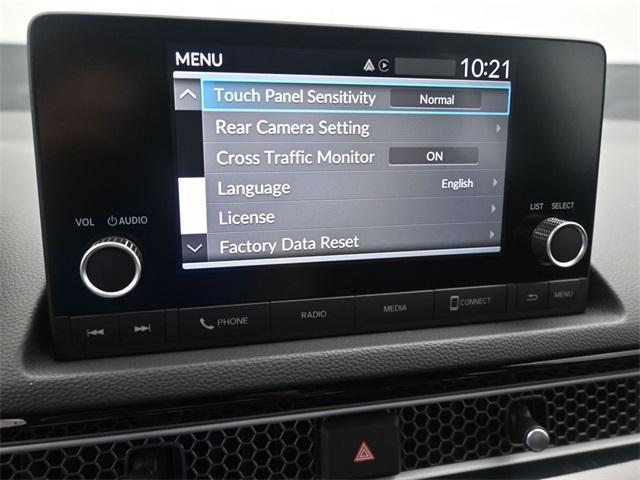 MENU 10:21
Touch Panel Sensitivity Normal
Rear Camera Setting
Cross Traffic Monitor ON
Language English
License
Factory Data Reset
VOL AUDIO
LIST SELECT
PHONE RADIO MEDIA CONNECT MENU